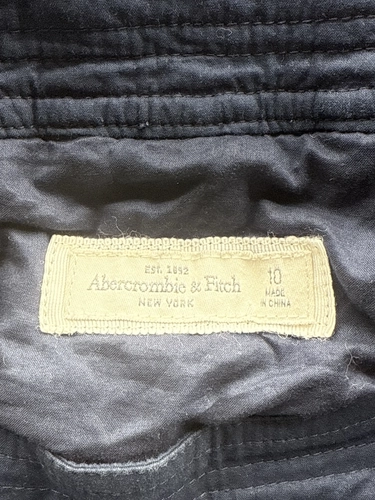 EST. 1892
Abercrombie & Fitch
NEW YORK
10
MADE
IN CHINA